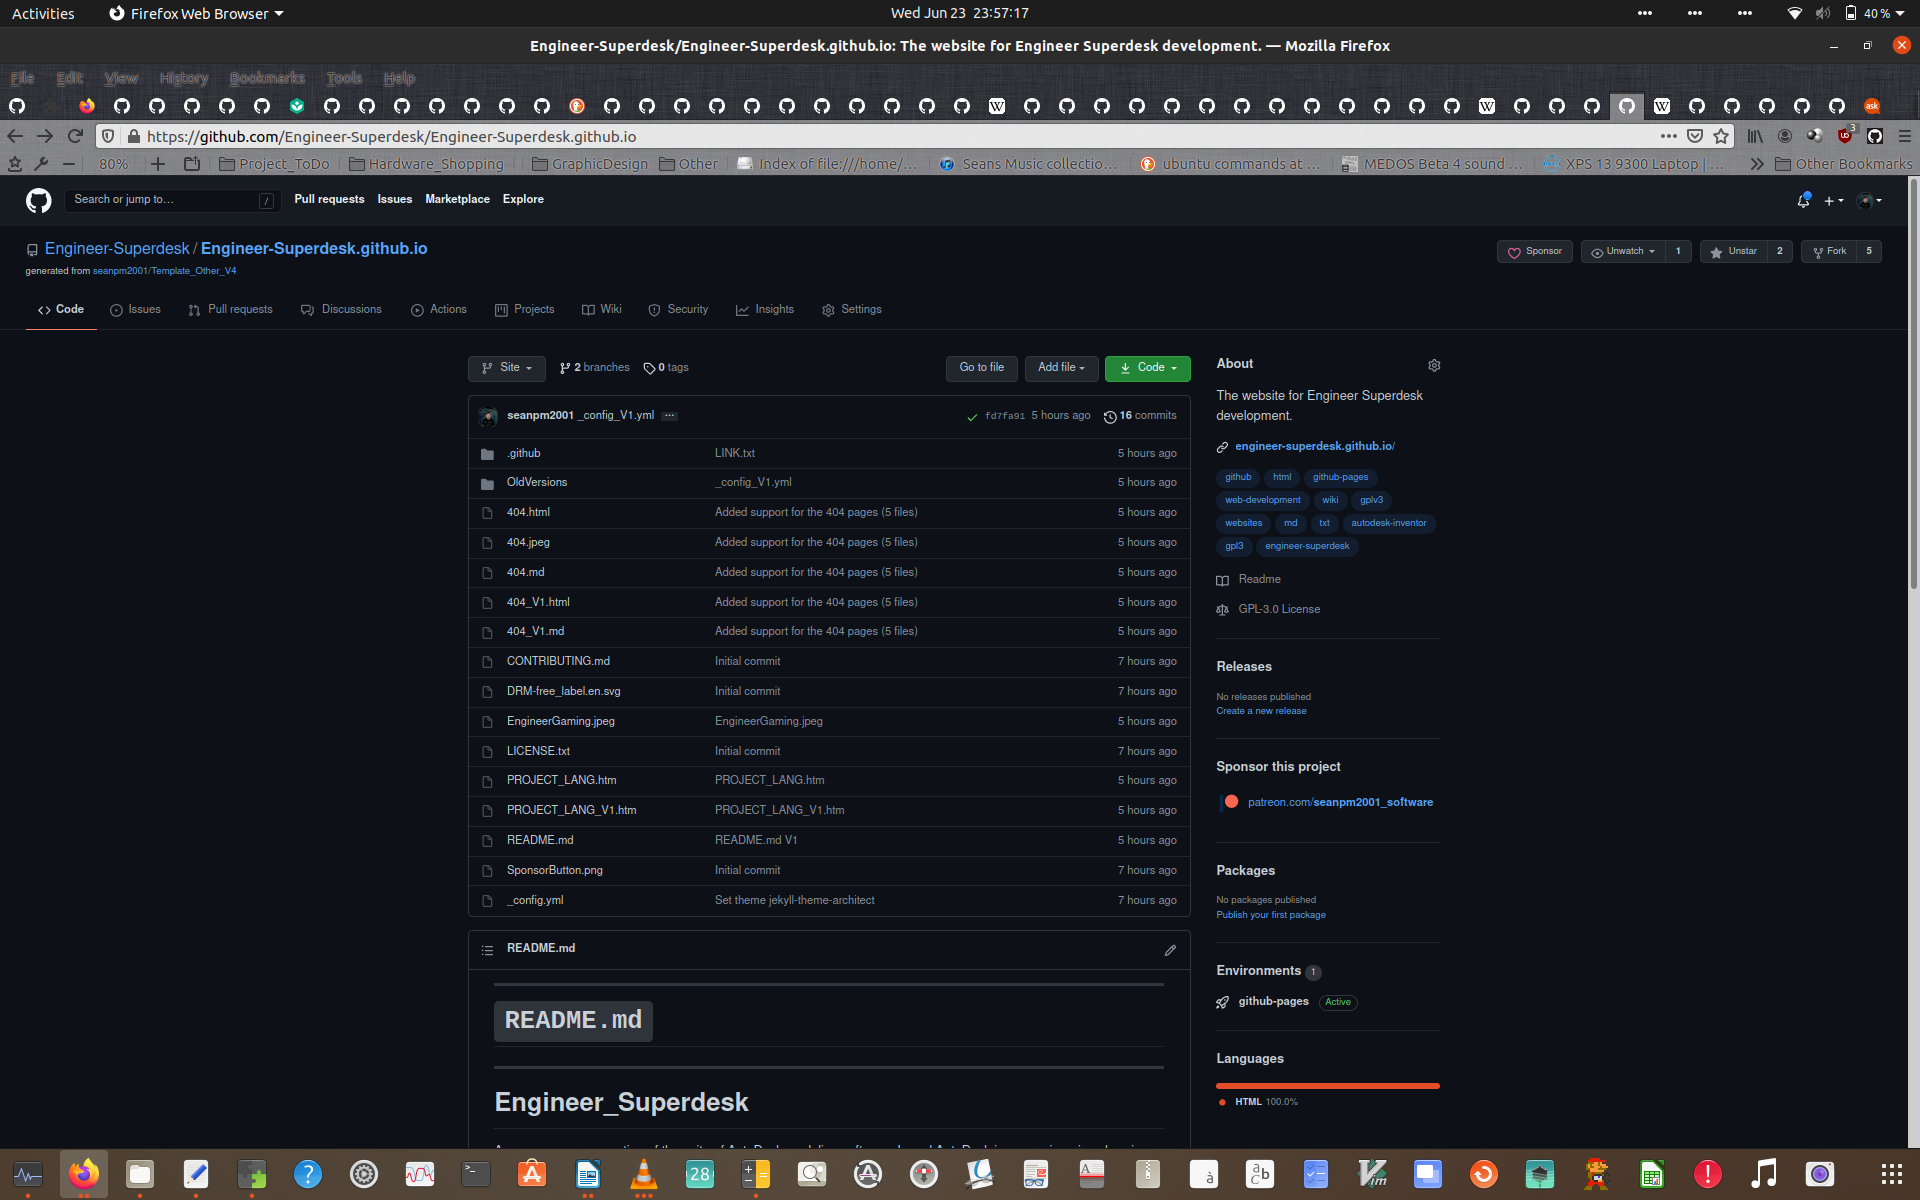 Activities
Firefox Web Browser
Wed Jun 23 23:57:17
40 %
Engineer-Superdesk/Engineer-Superdesk.github.io: The website for Engineer Superdesk development. — Mozilla Firefox
File Edit View History Bookmarks Tools Help
https://github.com/Engineer-Superdesk/Engineer-Superdesk.github.io
3
80%
Project_ToDo
Hardware_Shopping
GraphicDesign
Other
Index of file:///home/...
Seans Music collectio...
ubuntu commands at ...
MEDOS Beta 4 sound ...
XPS 13 9300 Laptop | ...
Other Bookmarks
Search or jump to...
/
Pull requests
Issues
Marketplace
Explore
Engineer-Superdesk / Engineer-Superdesk.github.io
generated from seanpm2001/Template_Other_V4
Sponsor
Unwatch 1
Unstar 2
Fork 5
Code
Issues
Pull requests
Discussions
Actions
Projects
Wiki
Security
Insights
Settings
Site
2 branches
0 tags
Go to file
Add file
Code
seanpm2001 _config_V1.yml ...
fd7fa91 5 hours ago
16 commits
.github LINK.txt 5 hours ago
OldVersions _config_V1.yml 5 hours ago
404.html Added support for the 404 pages (5 files) 5 hours ago
404.jpeg Added support for the 404 pages (5 files) 5 hours ago
404.md Added support for the 404 pages (5 files) 5 hours ago
404_V1.html Added support for the 404 pages (5 files) 5 hours ago
404_V1.md Added support for the 404 pages (5 files) 5 hours ago
CONTRIBUTING.md Initial commit 7 hours ago
DRM-free_label.en.svg Initial commit 7 hours ago
EngineerGaming.jpeg EngineerGaming.jpeg 5 hours ago
LICENSE.txt Initial commit 7 hours ago
PROJECT_LANG.htm PROJECT_LANG.htm 5 hours ago
PROJECT_LANG_V1.htm PROJECT_LANG_V1.htm 5 hours ago
README.md README.md V1 5 hours ago
SponsorButton.png Initial commit 7 hours ago
_config.yml Set theme jekyll-theme-architect 7 hours ago
README.md
README.md
Engineer_Superdesk
About
The website for Engineer Superdesk
development.
engineer-superdesk.github.io/
github html github-pages
web-development wiki gplv3
websites md txt autodesk-inventor
gpl3 engineer-superdesk
Readme
GPL-3.0 License
Releases
No releases published
Create a new release
Sponsor this project
patreon.com/seanpm2001_software
Packages
No packages published
Publish your first package
Environments 1
github-pages Active
Languages
HTML 100.0%
28